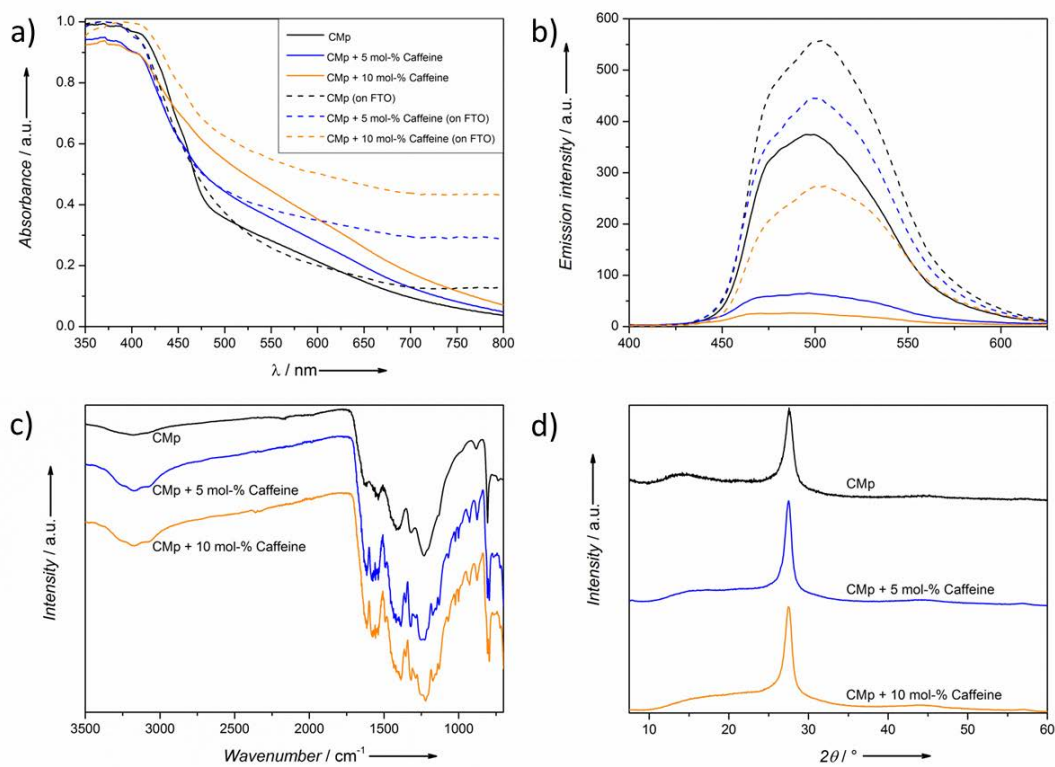 a)
1.0
0.8
0.6
0.4
0.2
0.0
Absorbance / a.u.
CMp
CMp + 5 mol-% Caffeine
CMp + 10 mol-% Caffeine
CMp (on FTO)
CMp + 5 mol-% Caffeine (on FTO)
CMp + 10 mol-% Caffeine (on FTO)
350 400 450 500 550 600 650 700 750 800
λ / nm
b)
600
500
400
300
200
100
0
Emission intensity / a.u.
400 450 500 550 600
c)
Intensity / a.u.
CMp
CMp + 5 mol-% Caffeine
CMp + 10 mol-% Caffeine
3500 3000 2500 2000 1500 1000
Wavenumber / cm⁻¹
d)
Intensity / a.u.
CMp
CMp + 5 mol-% Caffeine
CMp + 10 mol-% Caffeine
10 20 30 40 50 60
2θ / °